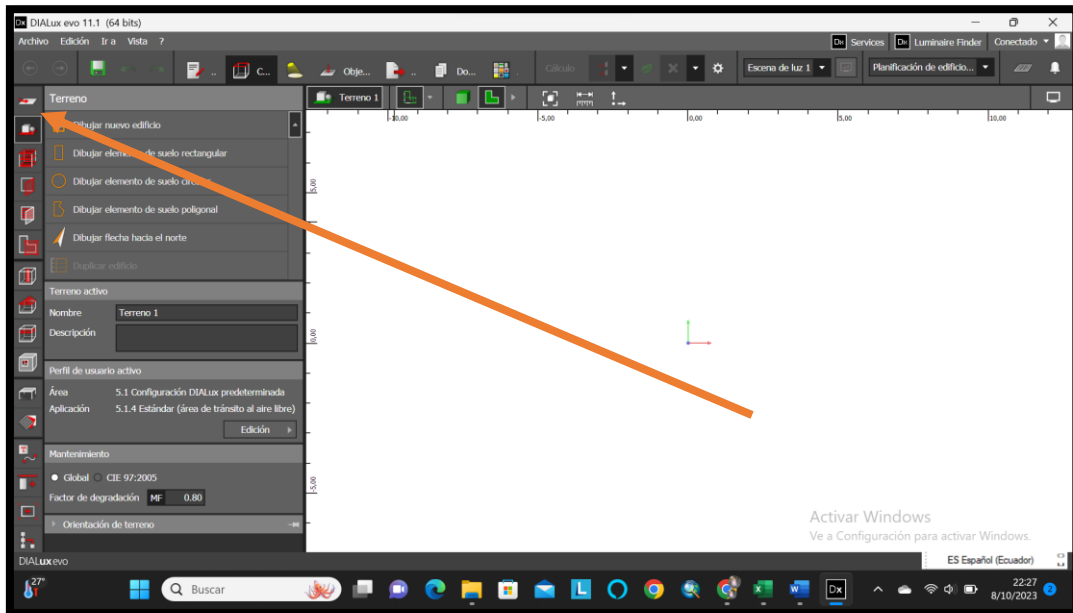 DIALux evo 11.1 (64 bits)
Archivo Edición Ir a Vista ?
Services Luminaire Finder Conectado
C... Obje... Do... Cálculo Escena de luz 1 Planificación de edificio...
Terreno
Terreno 1
Dibujar nuevo edificio
Dibujar elemento de suelo rectangular
Dibujar elemento de suelo
Dibujar elemento de suelo poligonal
Dibujar flecha hacia el norte
Duplicar edificio
Terreno activo
Nombre Terreno 1
Descripción
Perfil de usuario activo
Área 5.1 Configuración DIALux predeterminada
Aplicación 5.1.4 Estándar (área de tránsito al aire libre)
Edición
Mantenimiento
Global CIE 97:2005
Factor de degradación MF 0.80
Orientación de terreno
-10,00 -5,00 0,00 5,00 10,00
5,00
0,00
-5,00
Activar Windows
Ve a Configuración para activar Windows.
DIALux evo
ES Español (Ecuador)
27°
Buscar
22:27
8/10/2023
2